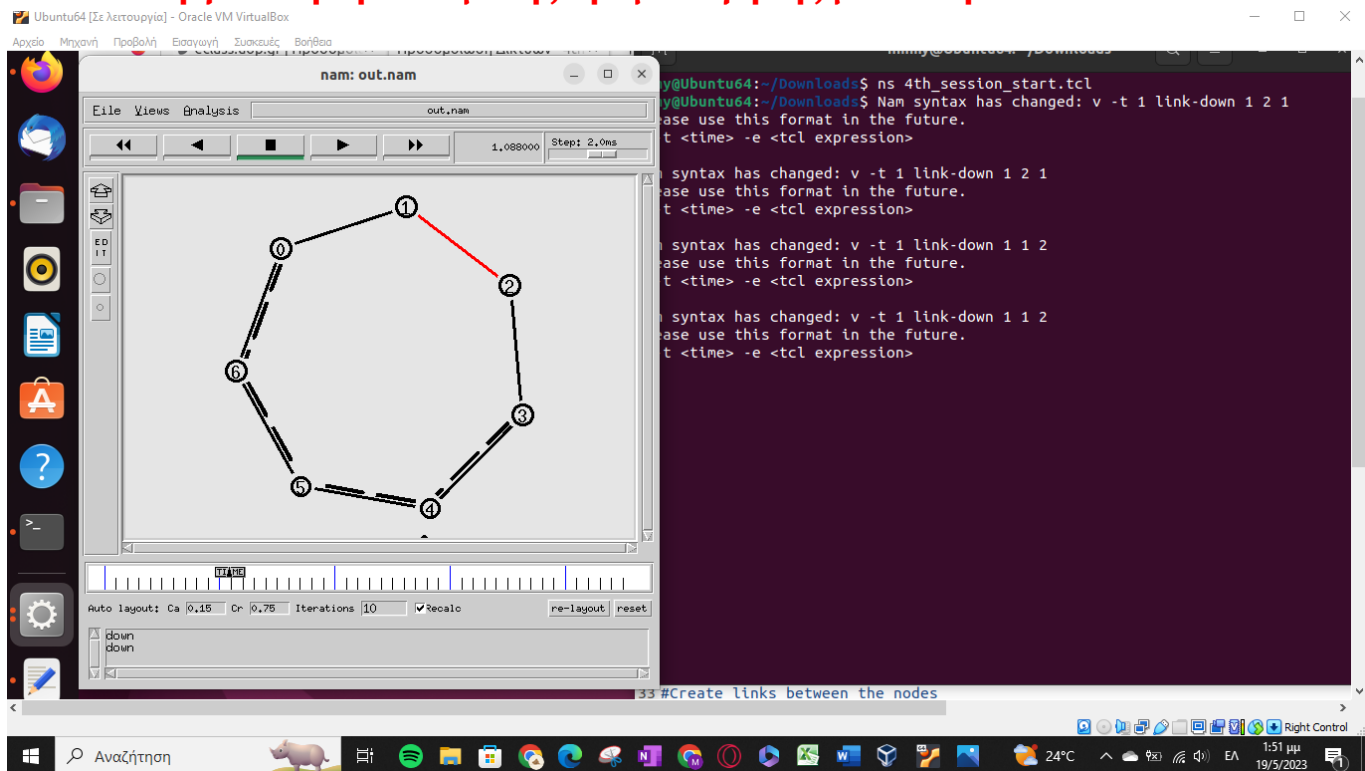 Ubuntu64 [Σε λειτουργία] - Oracle VM VirtualBox
Αρχείο Μηχανή Προβολή Εισαγωγή Συσκευές Βοήθεια
nam: out.nam
File Views Analysis out.nam
1.088000 Step: 2.0ms
ED
IT
0
1
2
3
4
5
6
TIME
Auto layout: Ca 0.15 Cr 0.75 Iterations 10 Recalc re-layout reset
down
down
my@Ubuntu64:~/Downloads$ ns 4th_session_start.tcl
my@Ubuntu64:~/Downloads$ Nam syntax has changed: v -t 1 link-down 1 2 1
ease use this format in the future.
t <time> -e <tcl expression>
syntax has changed: v -t 1 link-down 1 2 1
ease use this format in the future.
t <time> -e <tcl expression>
syntax has changed: v -t 1 link-down 1 1 2
ease use this format in the future.
t <time> -e <tcl expression>
syntax has changed: v -t 1 link-down 1 1 2
ease use this format in the future.
t <time> -e <tcl expression>
33 #Create links between the nodes
Right Control
Αναζήτηση
24°C
ΕΛ
1:51 μμ
19/5/2023